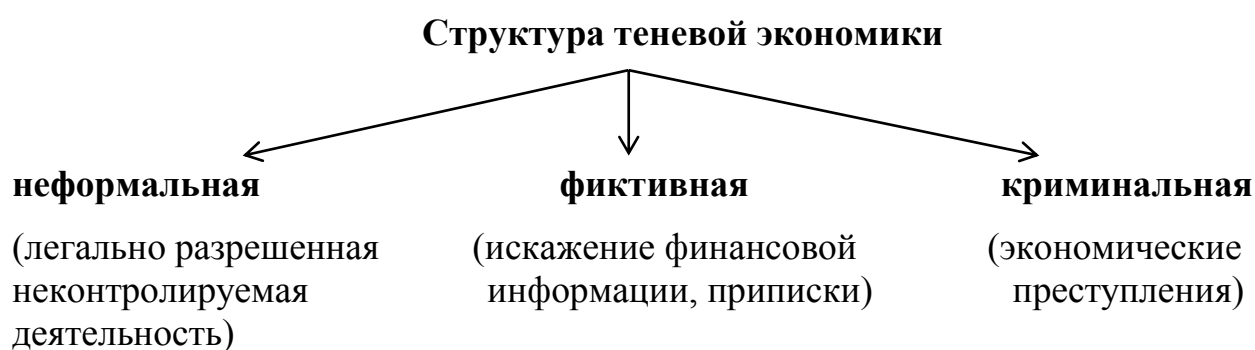 Структура теневой экономики
неформальная
фиктивная
криминальная
(легально разрешенная
неконтролируемая
деятельность)
(искажение финансовой
информации, приписки)
(экономические
преступления)